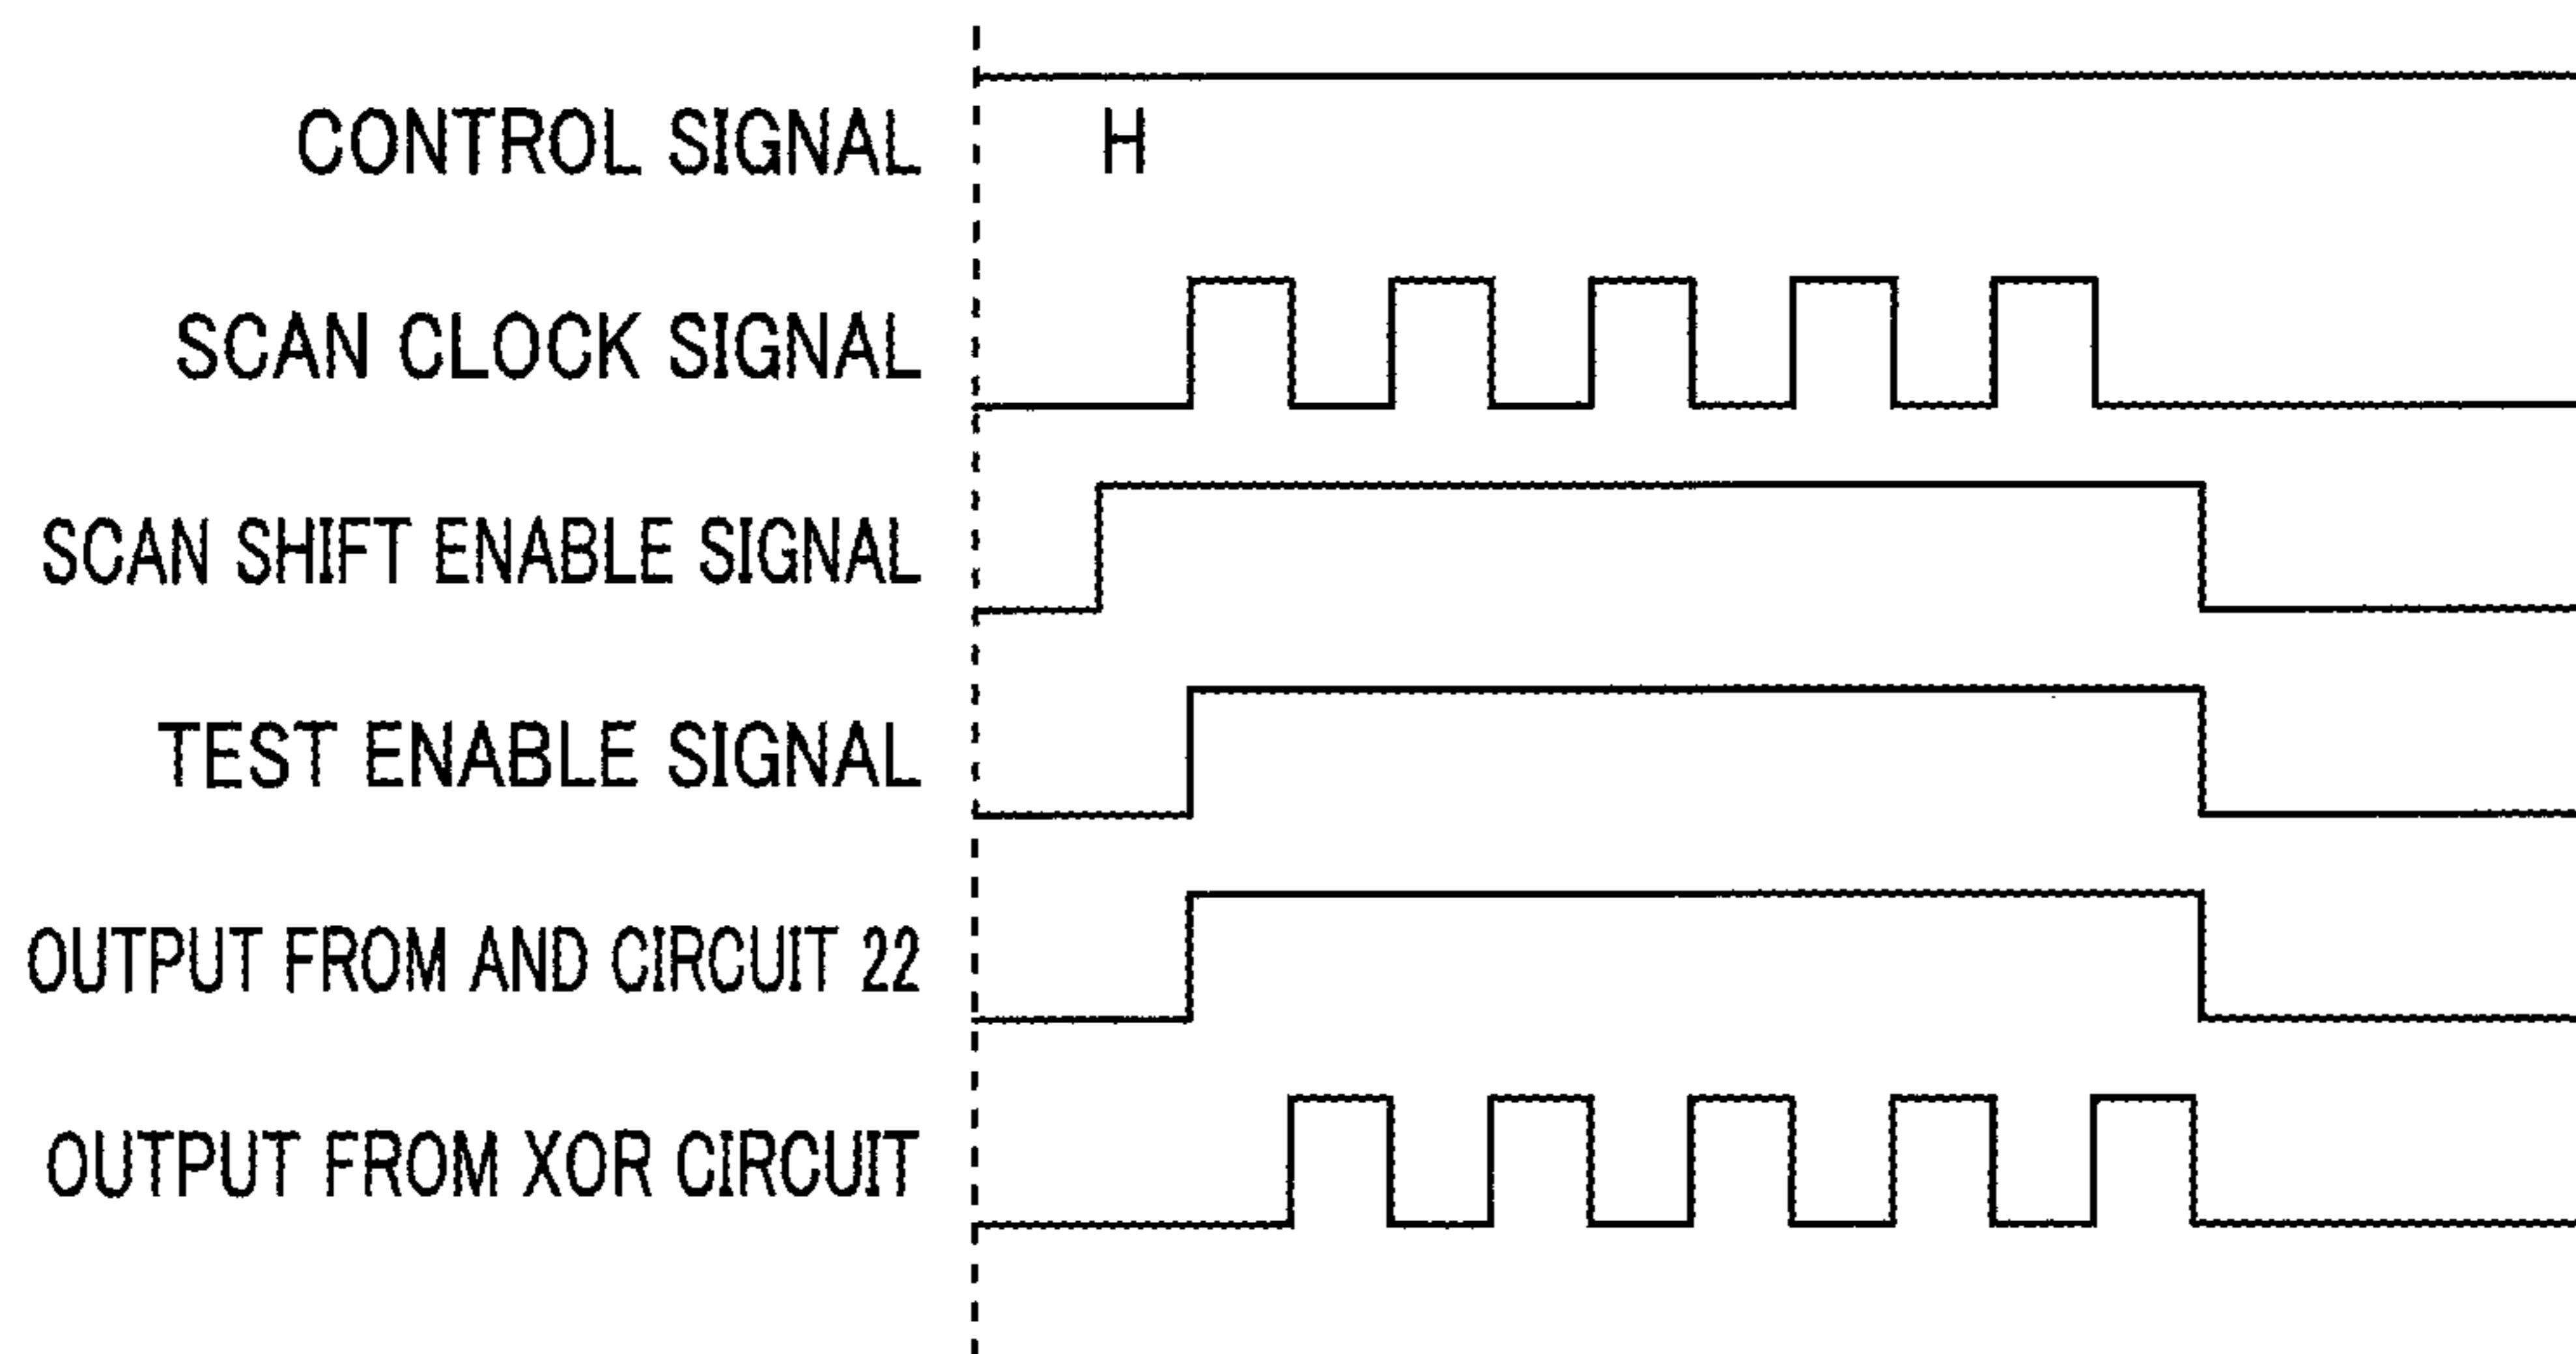 CONTROL SIGNAL
H
SCAN CLOCK SIGNAL
SCAN SHIFT ENABLE SIGNAL
TEST ENABLE SIGNAL
OUTPUT FROM AND CIRCUIT 22
OUTPUT FROM XOR CIRCUIT